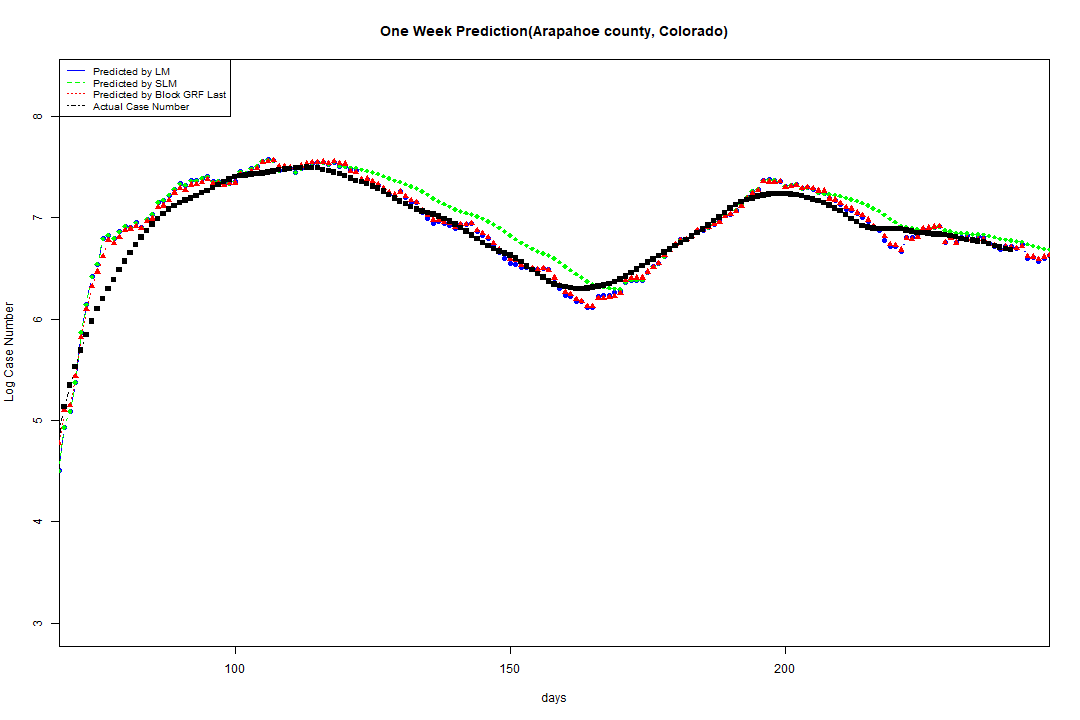 One Week Prediction(Arapahoe county, Colorado)
Predicted by LM
Predicted by SLM
Predicted by Block GRF Last
Actual Case Number
8
7
6
5
4
3
Log Case Number
100 150 200
days